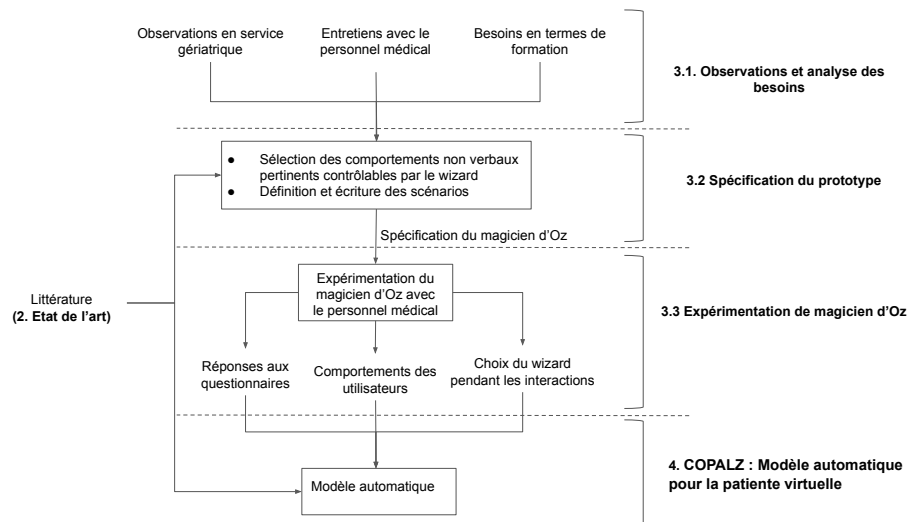 Observations en service
gériatrique
Entretiens avec le
personnel médical
Besoins en termes de
formation
3.1. Observations et analyse des
besoins
● Sélection des comportements non verbaux
pertinents contrôlables par le wizard
● Définition et écriture des scénarios
3.2 Spécification du prototype
Spécification du magicien d'Oz
Littérature
(2. Etat de l'art)
Expérimentation du
magicien d'Oz avec
le personnel médical
3.3 Expérimentation de magicien d'Oz
Réponses aux
questionnaires
Comportements des
utilisateurs
Choix du wizard
pendant les interactions
Modèle automatique
4. COPALZ : Modèle automatique
pour la patiente virtuelle